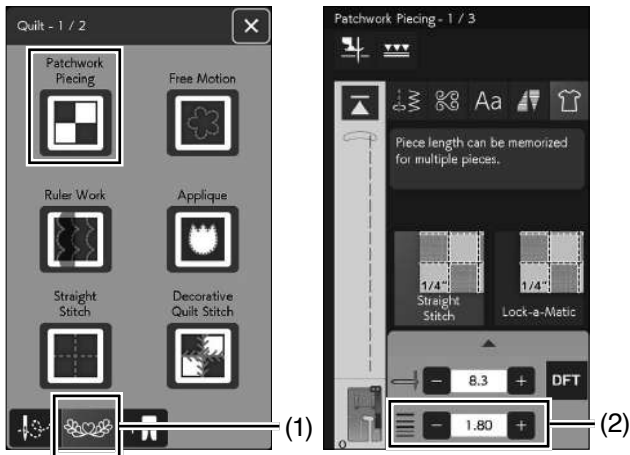 Quilt - 1 / 2
Patchwork
Piecing
Free Motion
Ruler Work
Applique
Straight
Stitch
Decorative
Quilt Stitch
(1)
Patchwork Piecing - 1 / 3
Aa
Piece length can be memorized
for multiple pieces.
1/4"
Straight
Stitch
1/4"
Lock-a-Matic
8.3
DFT
1.80
(2)